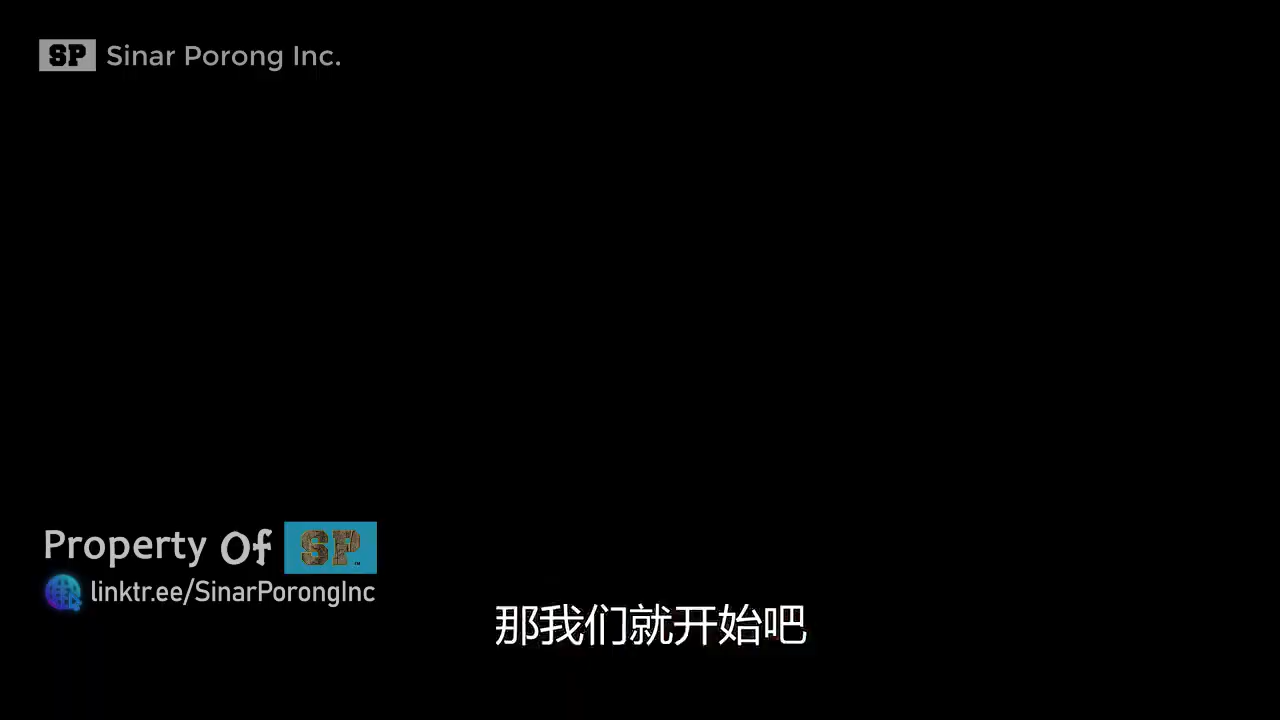 SP Sinar Porong Inc.
Property Of SP
linktr.ee/SinarPorongInc
那我们就开始吧